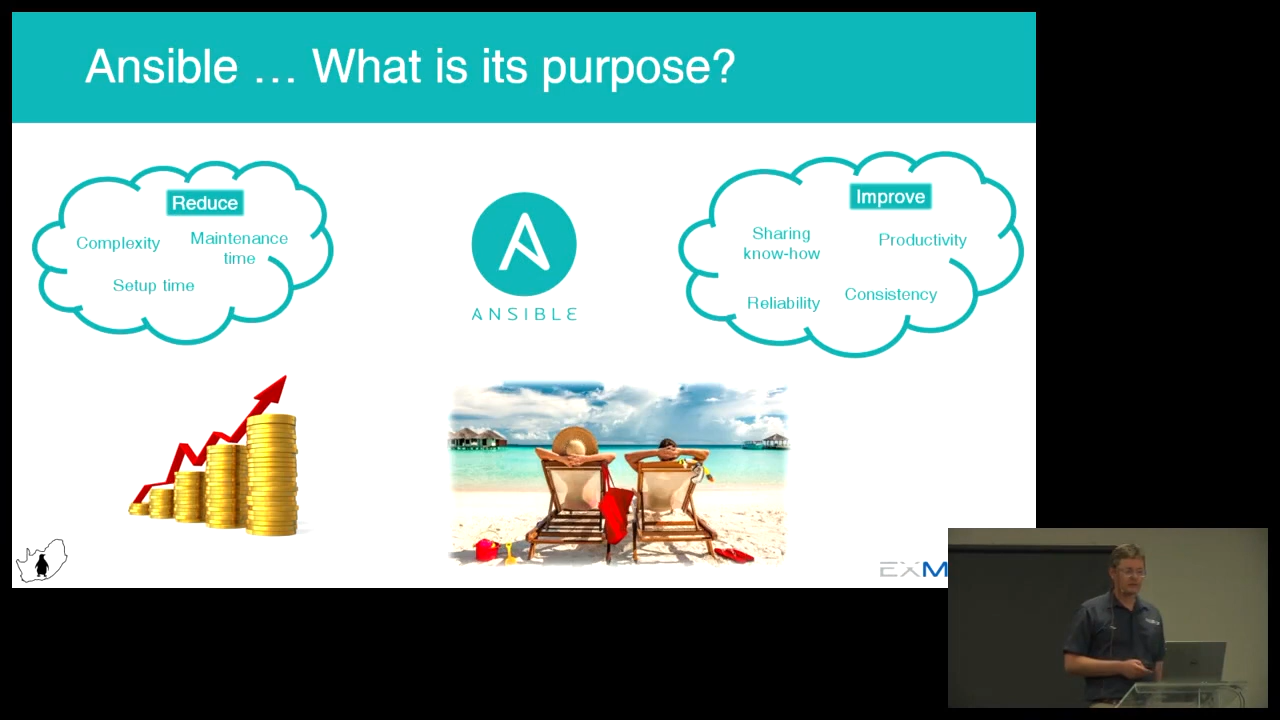 Ansible … What is its purpose?
Reduce
Complexity
Maintenance
time
Setup time
ANSIBLE
Improve
Sharing
know-how
Productivity
Reliability
Consistency
EXM